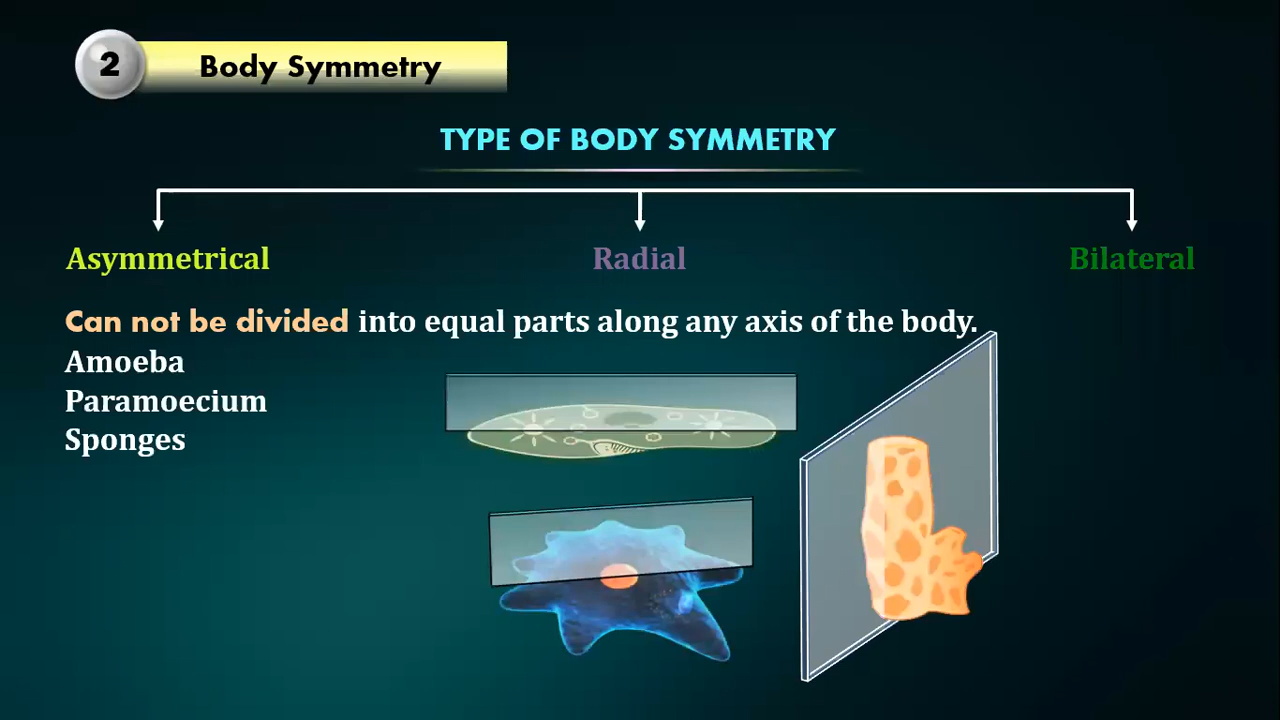 2
Body Symmetry
TYPE OF BODY SYMMETRY
Asymmetrical
Radial
Bilateral
Can not be divided into equal parts along any axis of the body.
Amoeba
Paramoecium
Sponges